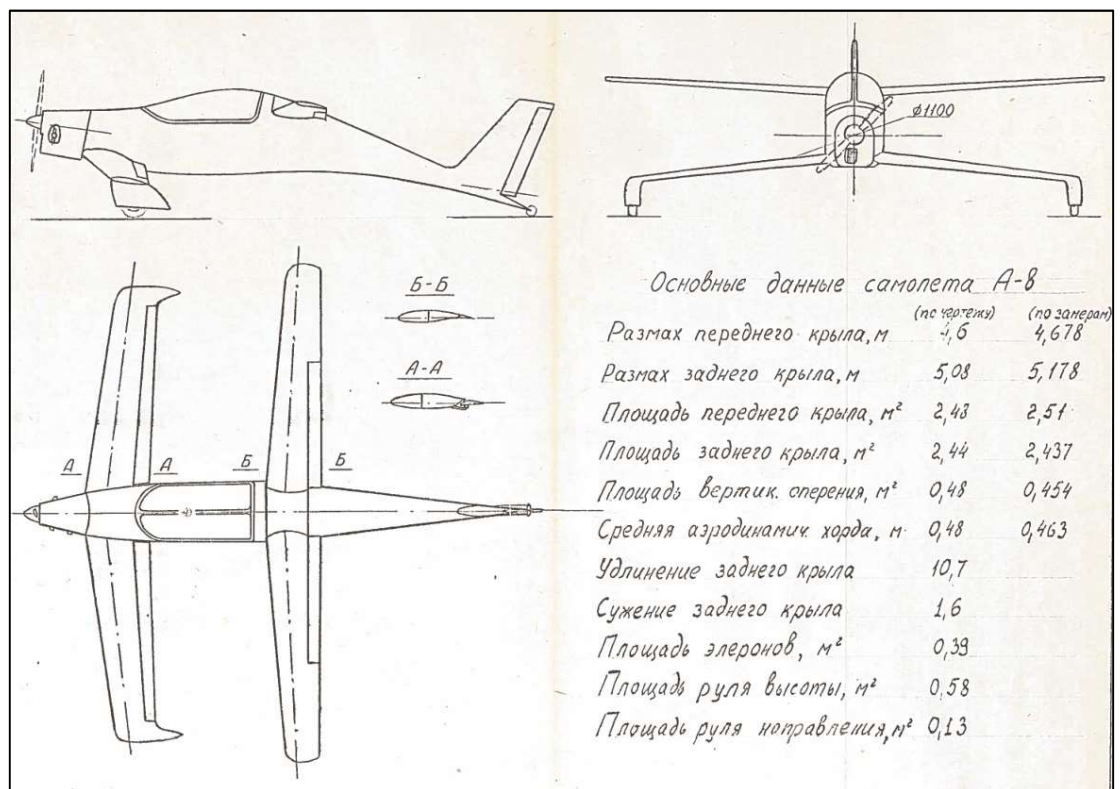 ø1100
Б-Б
А-А
А А Б Б
Основные данные самолета А-8
(по чертежу) (по замерам)
Размах переднего крыла, м 4,6 4,678
Размах заднего крыла, м 5,08 5,178
Площадь переднего крыла, м² 2,48 2,51
Площадь заднего крыла, м² 2,44 2,437
Площадь вертик. оперения, м² 0,48 0,454
Средняя аэродинамич. хорда, м 0,48 0,463
Удлинение заднего крыла 10,7
Сужение заднего крыла 1,6
Площадь элеронов, м² 0,39
Площадь руля высоты, м² 0,58
Площадь руля направления, м² 0,13